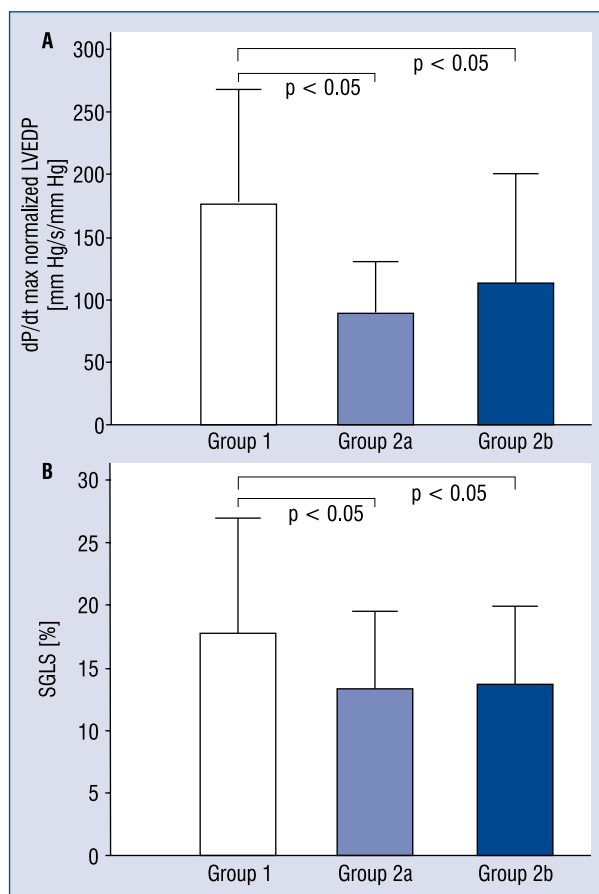 A
dP/dt max normalized LVEDP
[mm Hg/s/mm Hg]
300
250
200
150
100
50
0
p < 0.05
p < 0.05
Group 1 Group 2a Group 2b
B
SGLS [%]
30
25
20
15
10
5
0
p < 0.05
p < 0.05
Group 1 Group 2a Group 2b